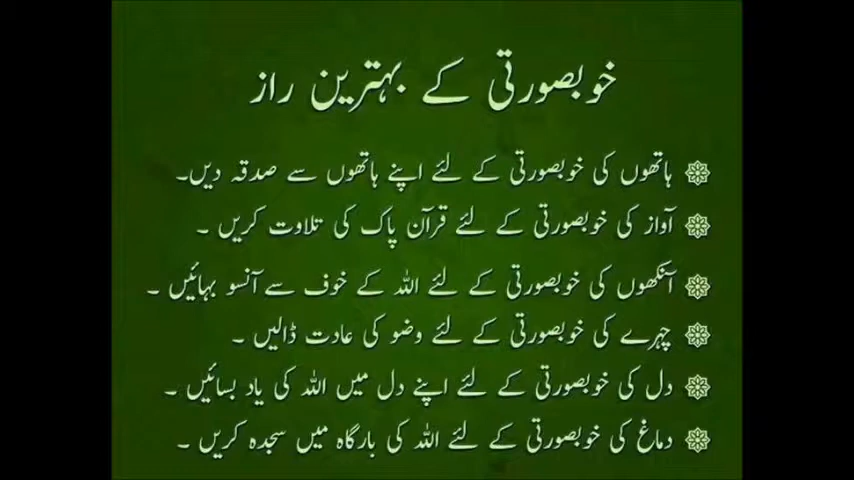 خوبصورتی کے بہترین راز
ہاتھوں کی خوبصورتی کے لئے اپنے ہاتھوں سے صدقہ دیں۔
آواز کی خوبصورتی کے لئے قرآن پاک کی تلاوت کریں ۔
آنکھوں کی خوبصورتی کے لئے اللہ کے خوف سے آنسو بہائیں ۔
چہرے کی خوبصورتی کے لئے وضو کی عادت ڈالیں ۔
دل کی خوبصورتی کے لئے اپنے دل میں اللہ کی یاد بسائیں ۔
دماغ کی خوبصورتی کے لئے اللہ کی بارگاہ میں سجدہ کریں ۔